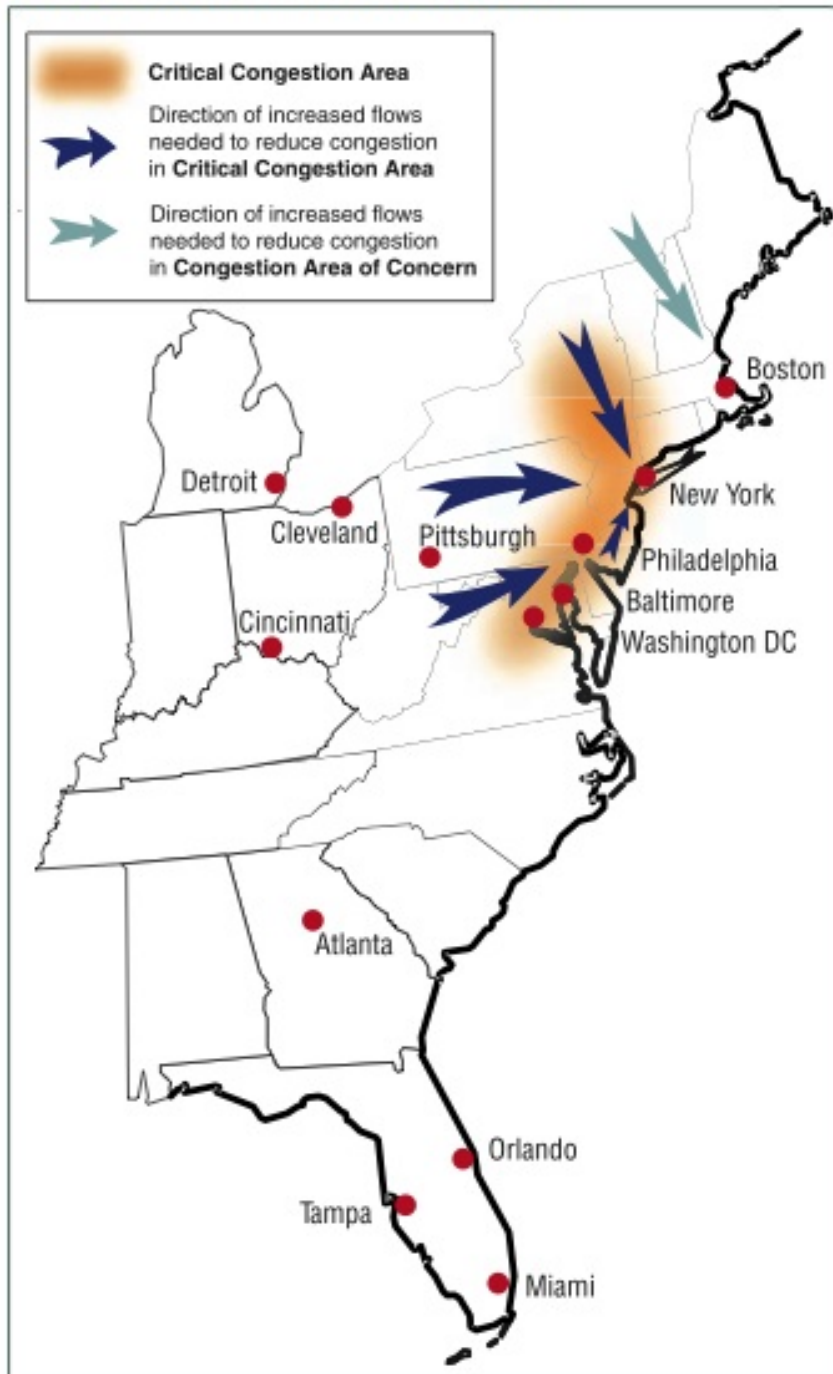 Critical Congestion Area
Direction of increased flows
needed to reduce congestion
in Critical Congestion Area
Direction of increased flows
needed to reduce congestion
in Congestion Area of Concern
Boston
Detroit
New York
Cleveland
Pittsburgh
Philadelphia
Baltimore
Cincinnati
Washington DC
Atlanta
Orlando
Tampa
Miami